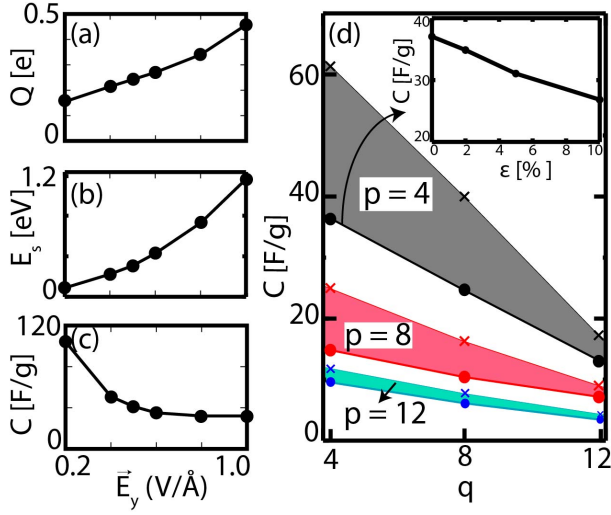 (a)
0.5
0
Q [e]
(b)
1.2
0
E_s [eV]
(c)
120
0
C [F/g]
0.2
1.0
E⃗_y (V/Å)
(d)
60
40
20
0
C [F/g]
4
8
12
q
p = 4
p = 8
p = 12
40
30
20
C [F/g]
0
2
4
6
8
10
ε [%]